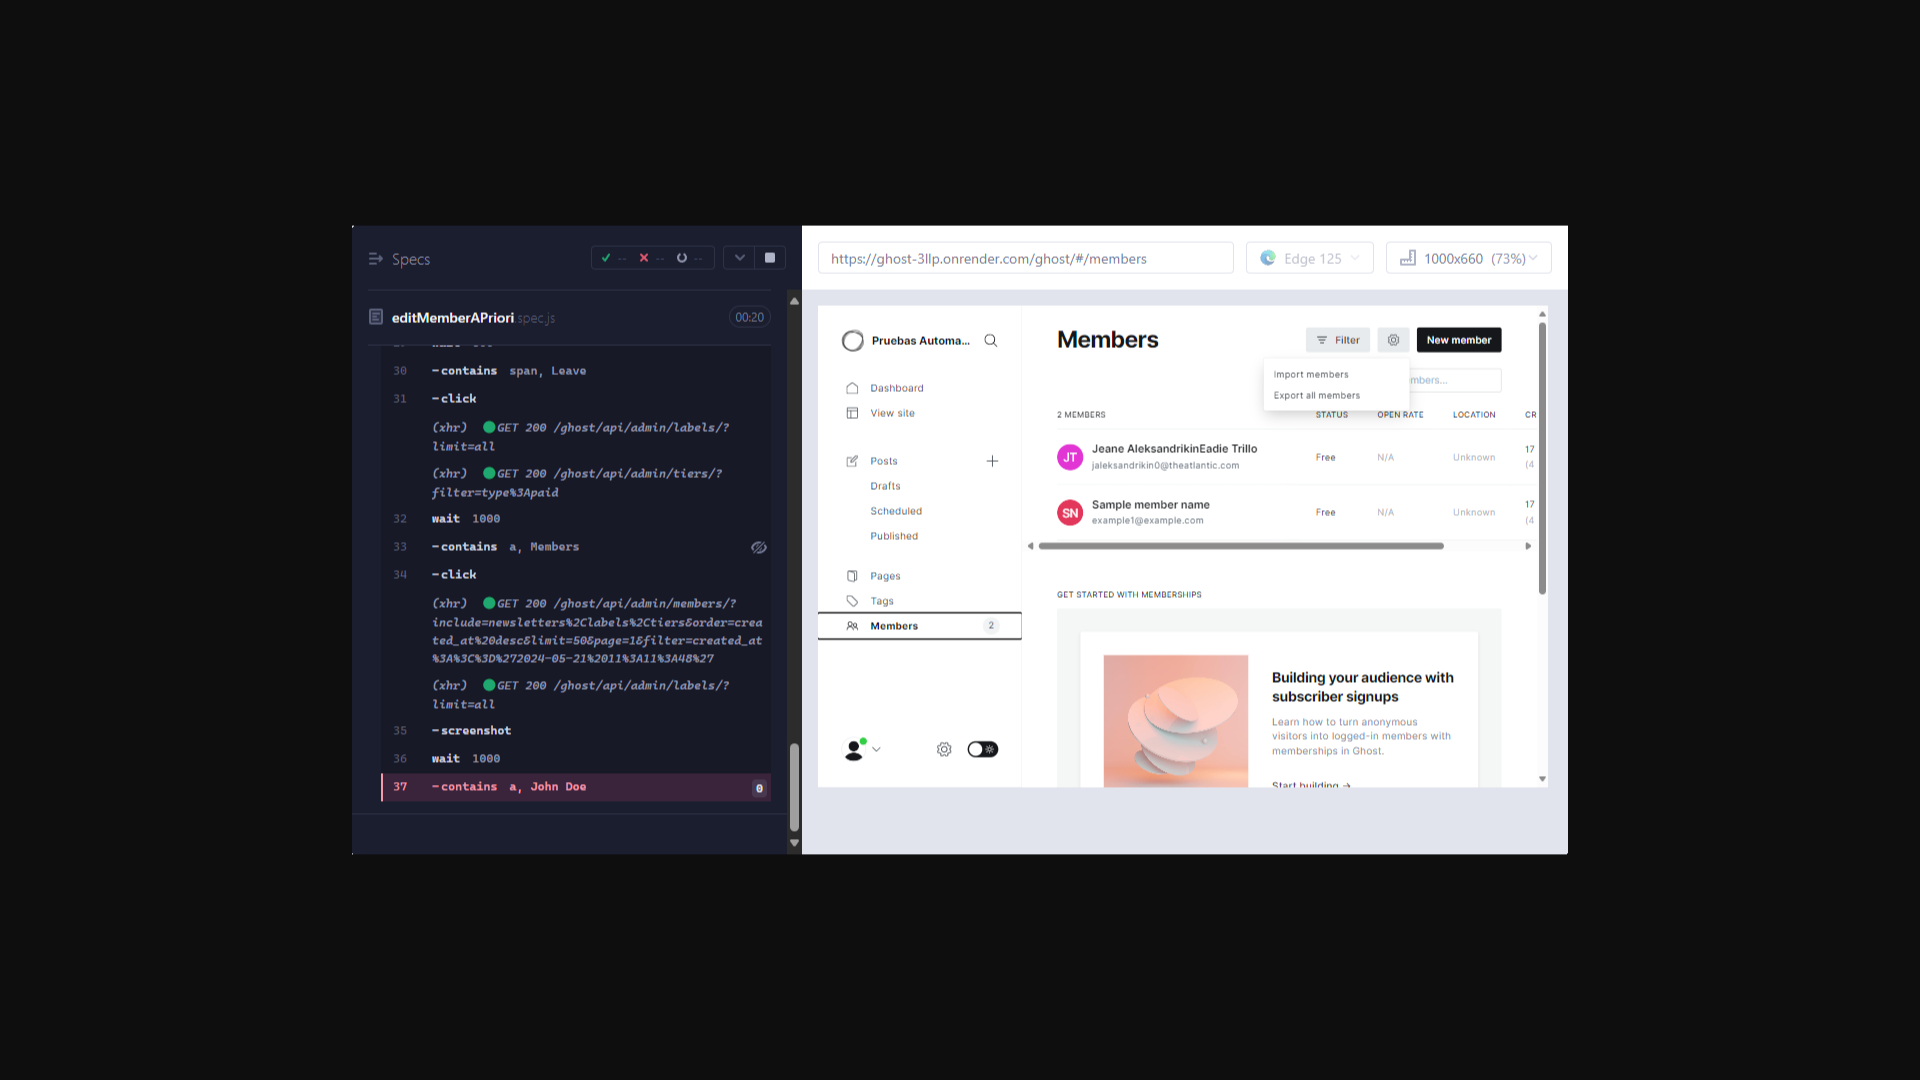 Specs
-- -- --
editMemberAPriori.spec.js
00:20
30 -contains span, Leave
31 -click
(xhr) GET 200 /ghost/api/admin/labels/?
limit=all
(xhr) GET 200 /ghost/api/admin/tiers/?
filter=type%3Apaid
32 wait 1000
33 -contains a, Members
34 -click
(xhr) GET 200 /ghost/api/admin/members/?
include=newsletters%2Clabels%2Ctiers&order=crea
ted_at%20desc&limit=50&page=1&filter=created_at
%3A%3C%3D%272024-05-21%2011%3A11%3A48%27
(xhr) GET 200 /ghost/api/admin/labels/?
limit=all
35 -screenshot
36 wait 1000
37 -contains a, John Doe 0
https://ghost-3llp.onrender.com/ghost/#/members
Edge 125
1000x660 (73%)
Pruebas Automa...
Dashboard
View site
Posts
Drafts
Scheduled
Published
Pages
Tags
Members 2
Members
Filter
New member
Import members
Export all members
mbers...
2 MEMBERS STATUS OPEN RATE LOCATION CR
JT Jeane AleksandrikinEadie Trillo
jaleksandrikin0@theatlantic.com
Free N/A Unknown 17
(4
SN Sample member name
example1@example.com
Free N/A Unknown 17
(4
GET STARTED WITH MEMBERSHIPS
Building your audience with
subscriber signups
Learn how to turn anonymous
visitors into logged-in members with
memberships in Ghost.
Start building →